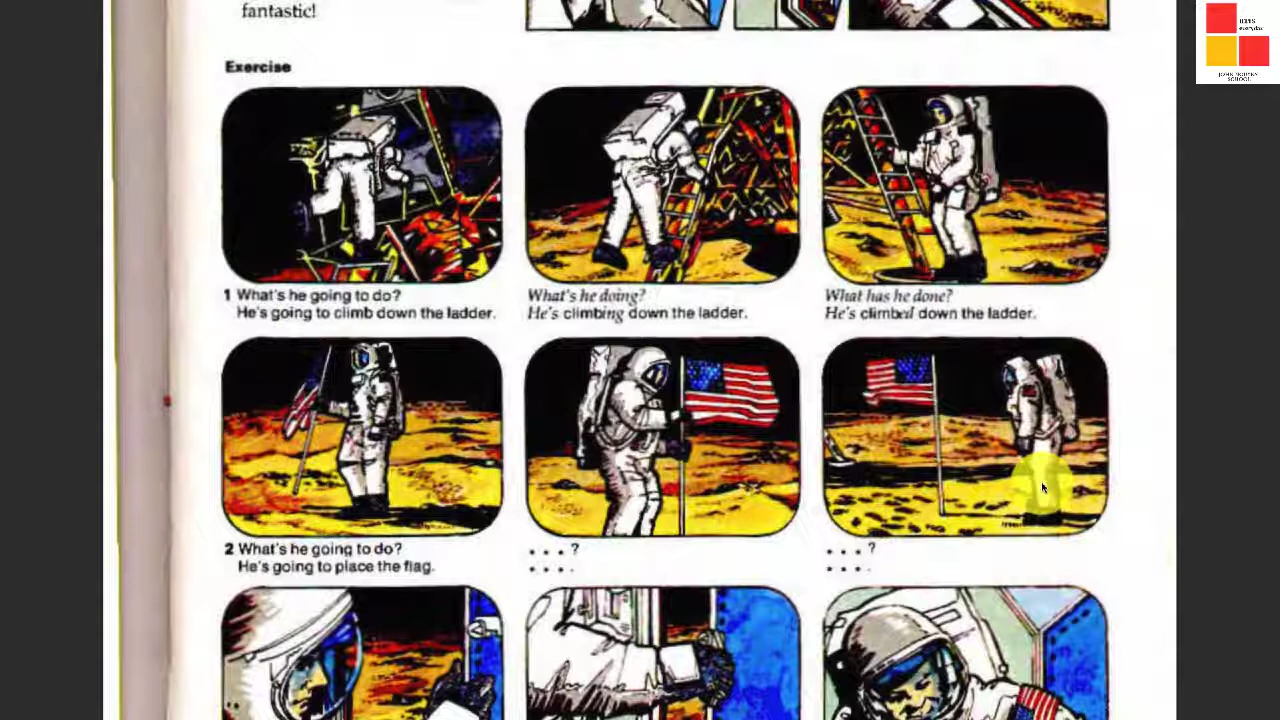 fantastic!
Exercise
1 What's he going to do?
He's going to climb down the ladder.
What's he doing?
He's climbing down the ladder.
What has he done?
He's climbed down the ladder.
2 What's he going to do?
He's going to place the flag.
. . . ?
. . . .
. . . ?
. . . .
SCHOOL